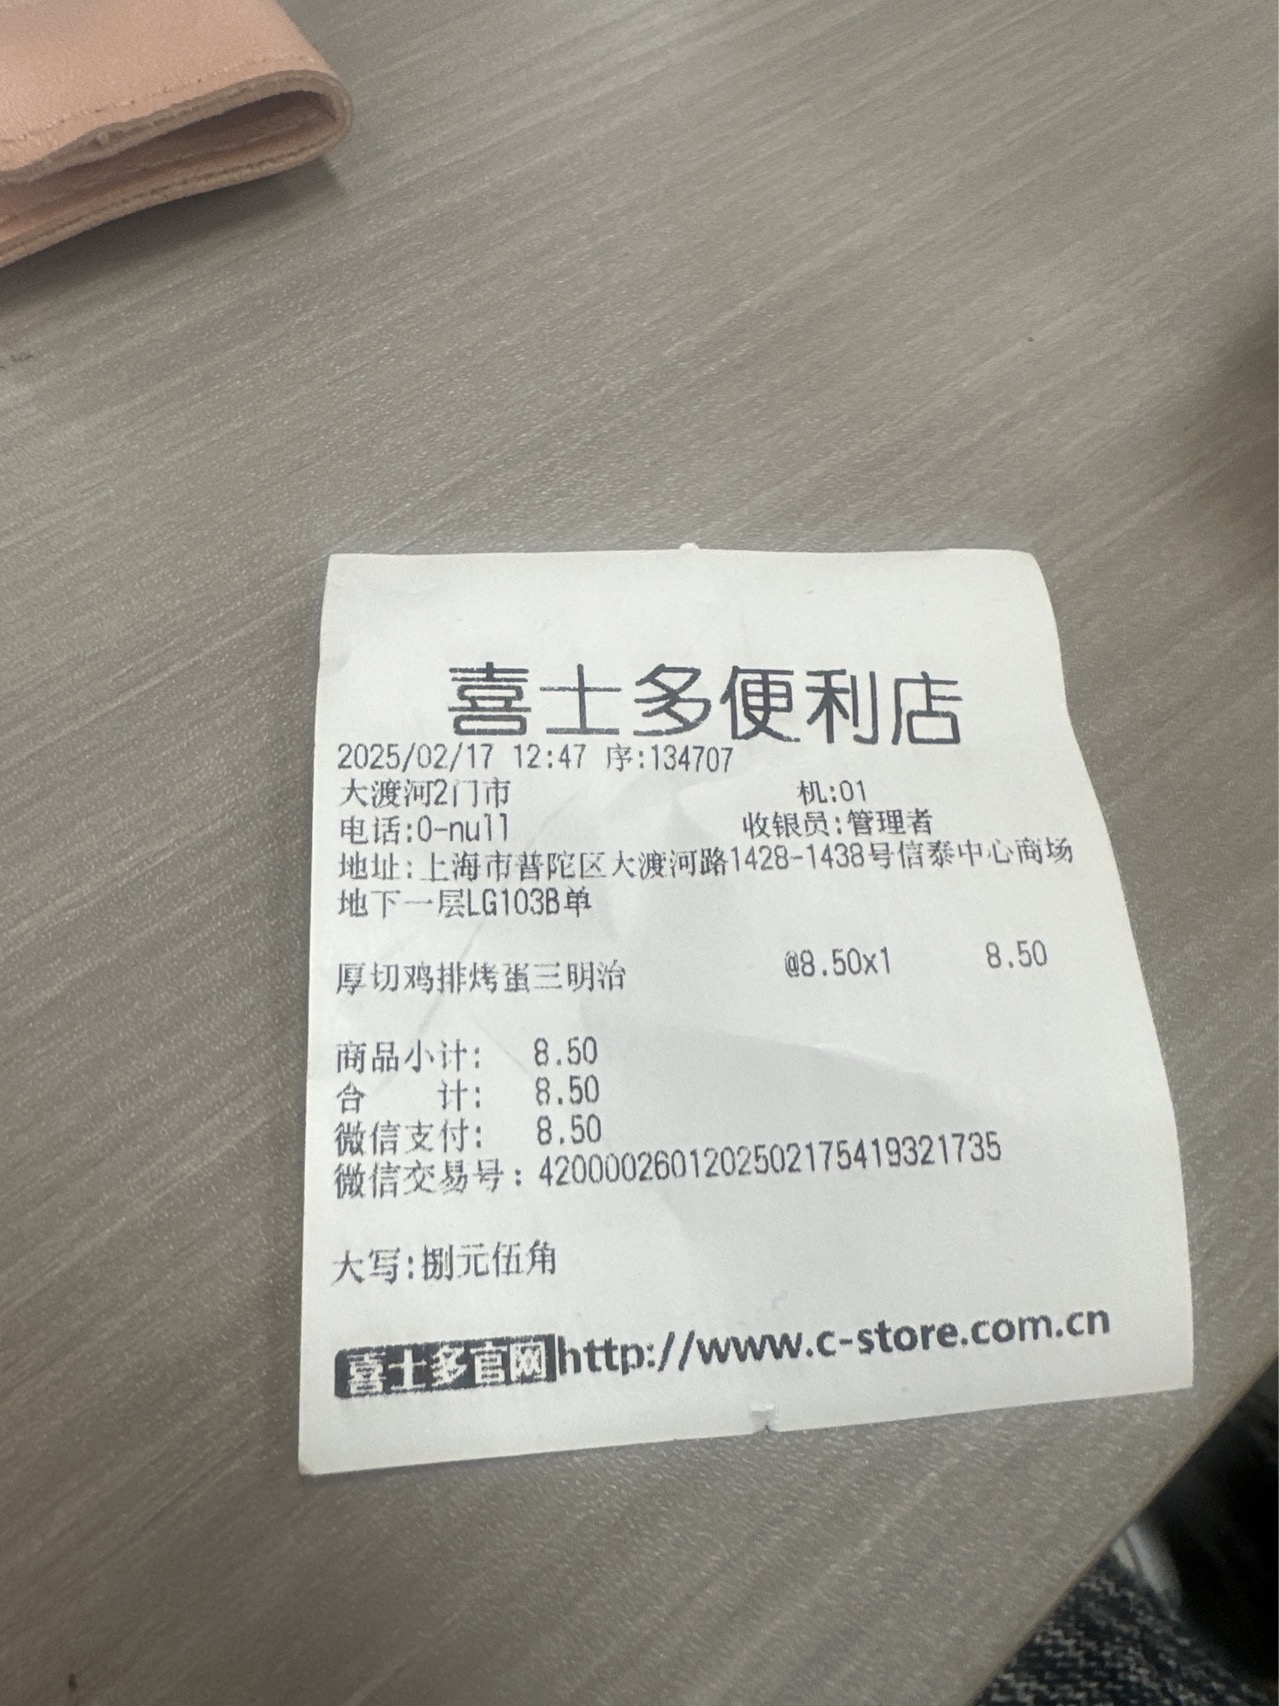 喜士多便利店
2025/02/17 12:47 序:134707
大渡河2门市 机:01
电话:0-null 收银员:管理者
地址:上海市普陀区大渡河路1428-1438号信泰中心商场
地下一层LG103B单
厚切鸡排烤蛋三明治 @8.50x1 8.50
商品小计: 8.50
合 计: 8.50
微信支付: 8.50
微信交易号:4200002601202502175419321735
大写:捌元伍角
喜士多官网http://www.c-store.com.cn